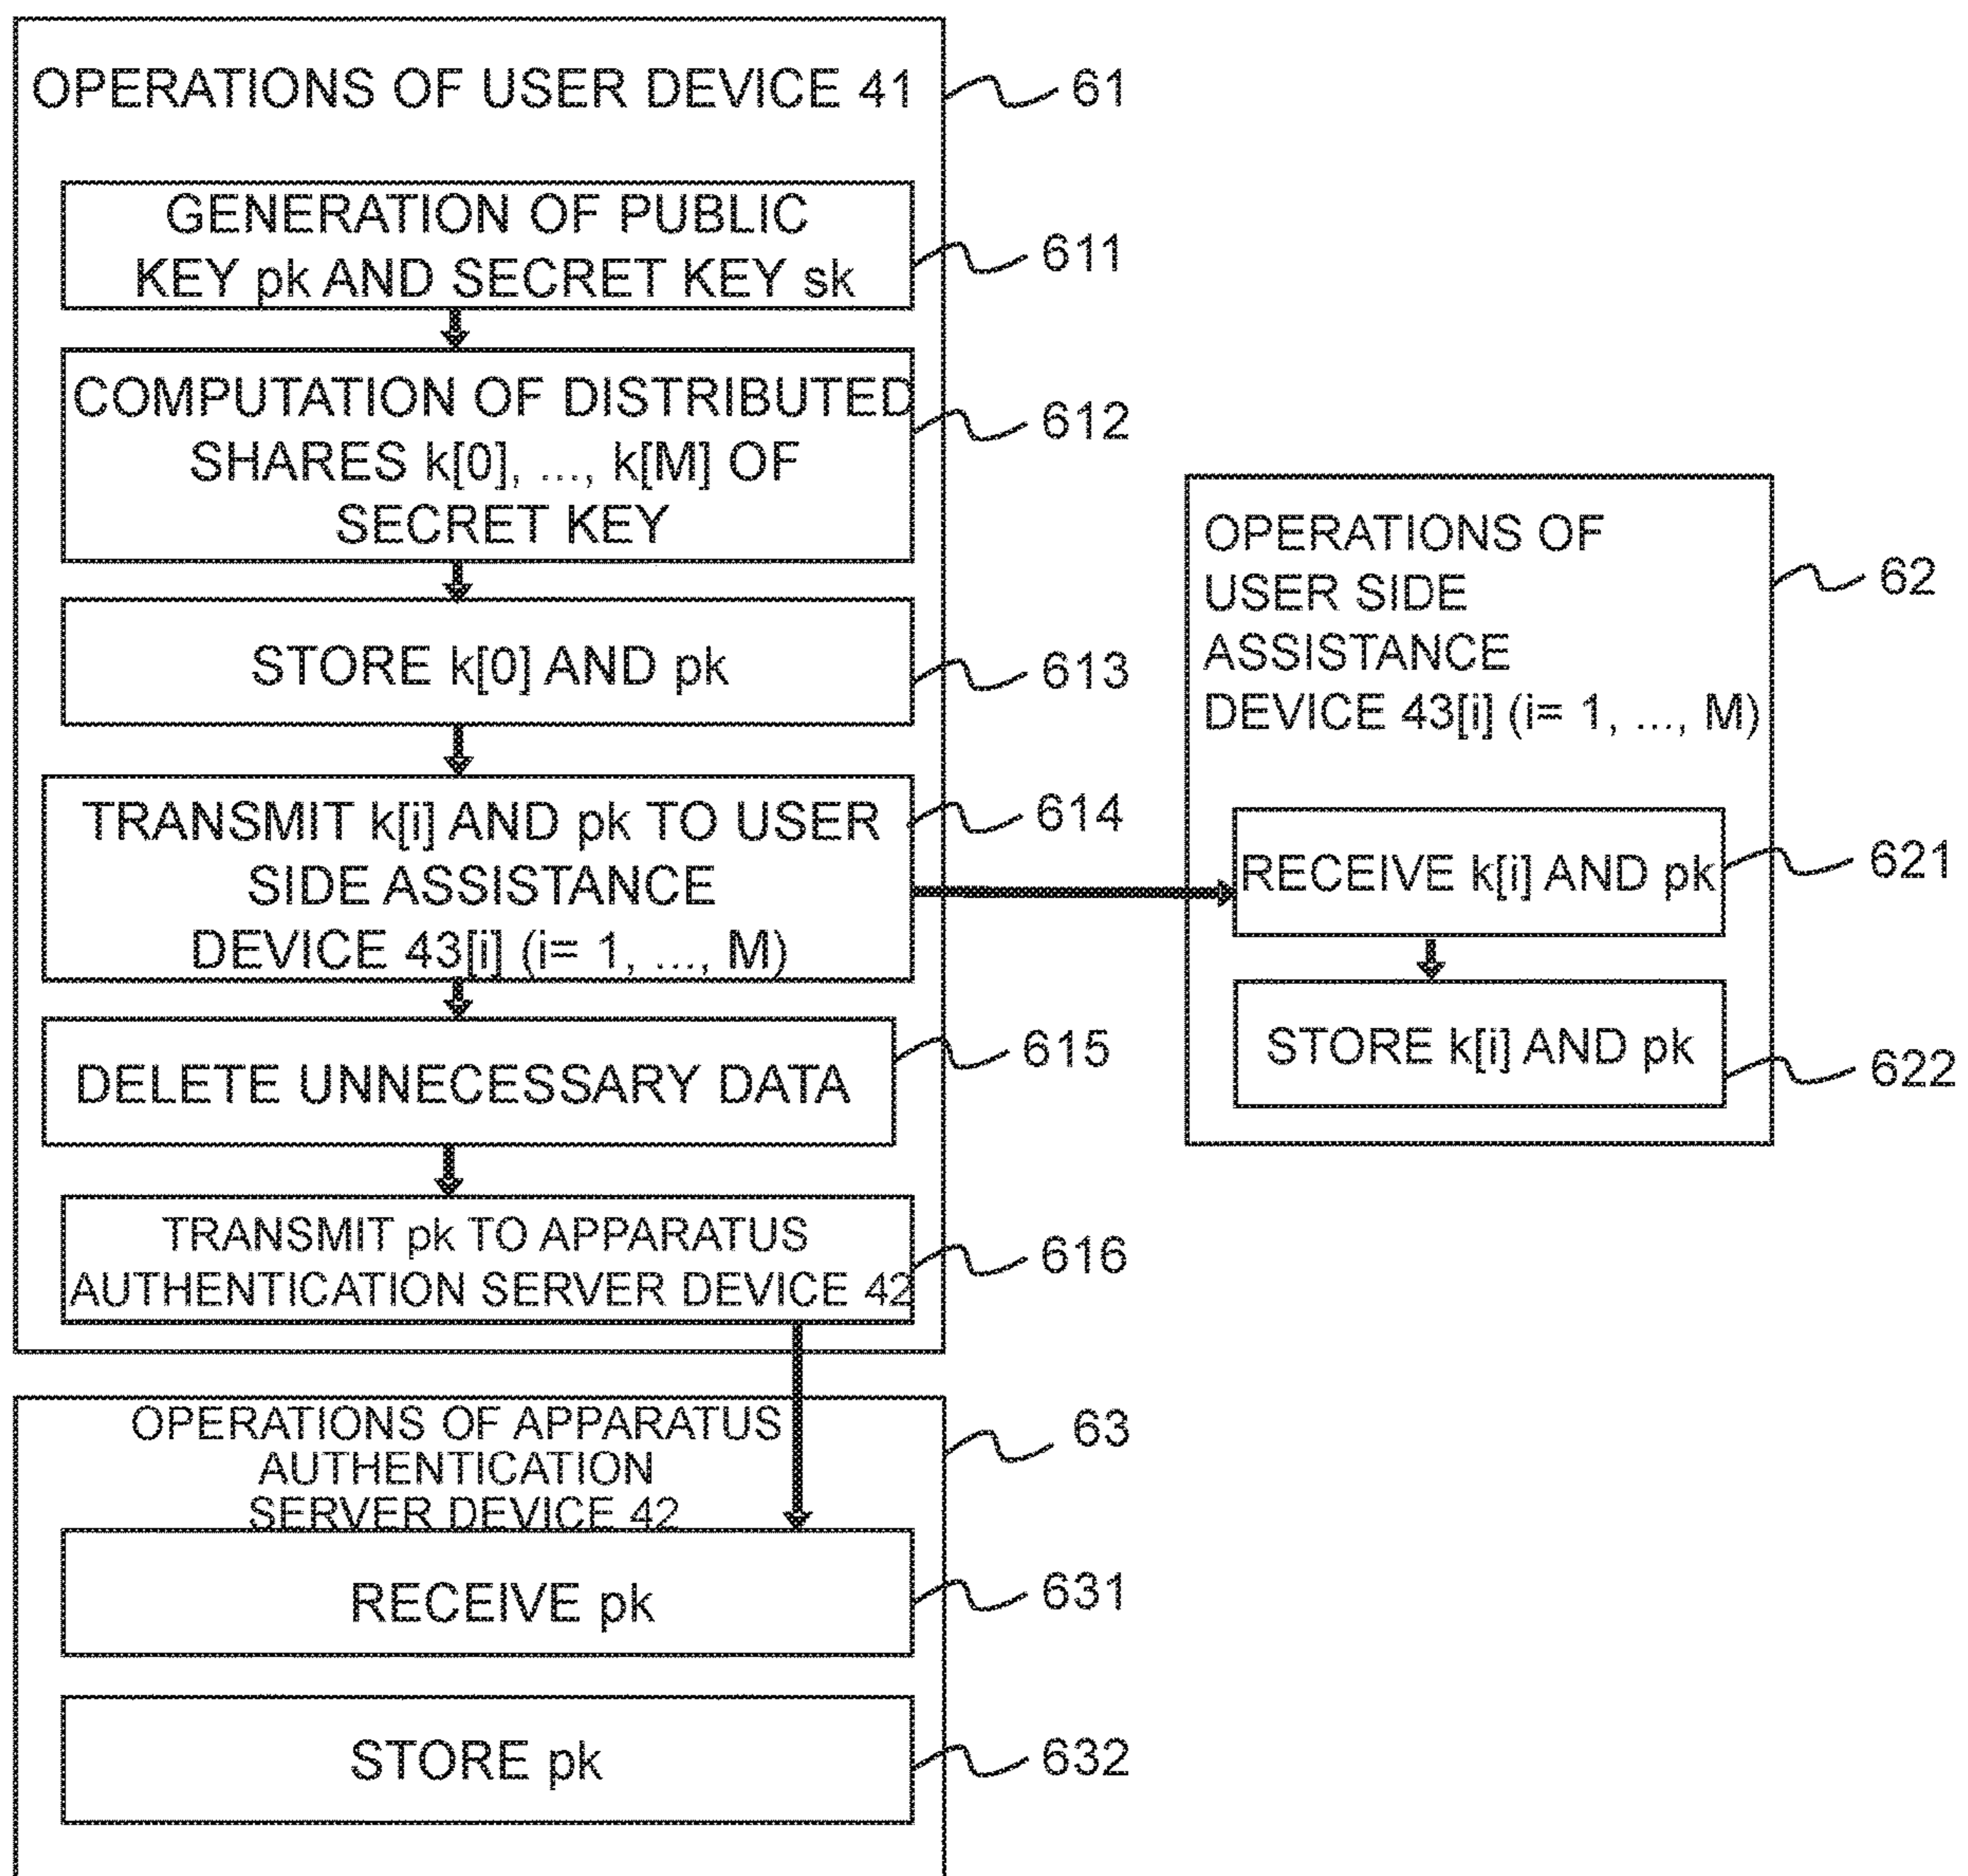 OPERATIONS OF USER DEVICE 41
61
GENERATION OF PUBLIC
KEY pk AND SECRET KEY sk
611
COMPUTATION OF DISTRIBUTED
SHARES k[0], ..., k[M] OF
SECRET KEY
612
STORE k[0] AND pk
613
TRANSMIT k[i] AND pk TO USER
SIDE ASSISTANCE
DEVICE 43[i] (i= 1, ..., M)
614
DELETE UNNECESSARY DATA
615
TRANSMIT pk TO APPARATUS
AUTHENTICATION SERVER DEVICE 42
616
OPERATIONS OF
USER SIDE
ASSISTANCE
DEVICE 43[i] (i= 1, ..., M)
62
RECEIVE k[i] AND pk
621
STORE k[i] AND pk
622
OPERATIONS OF APPARATUS
AUTHENTICATION
SERVER DEVICE 42
63
RECEIVE pk
631
STORE pk
632